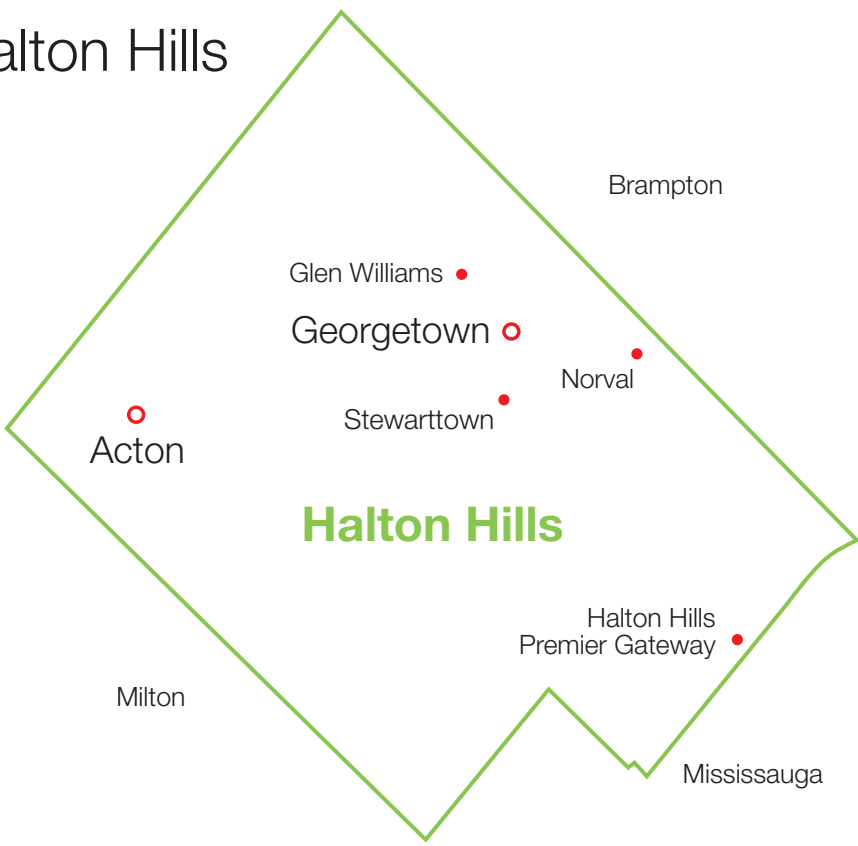 alton Hills
Brampton
Glen Williams
Georgetown
Norval
Stewarttown
Acton
Halton Hills
Halton Hills
Premier Gateway
Milton
Mississauga